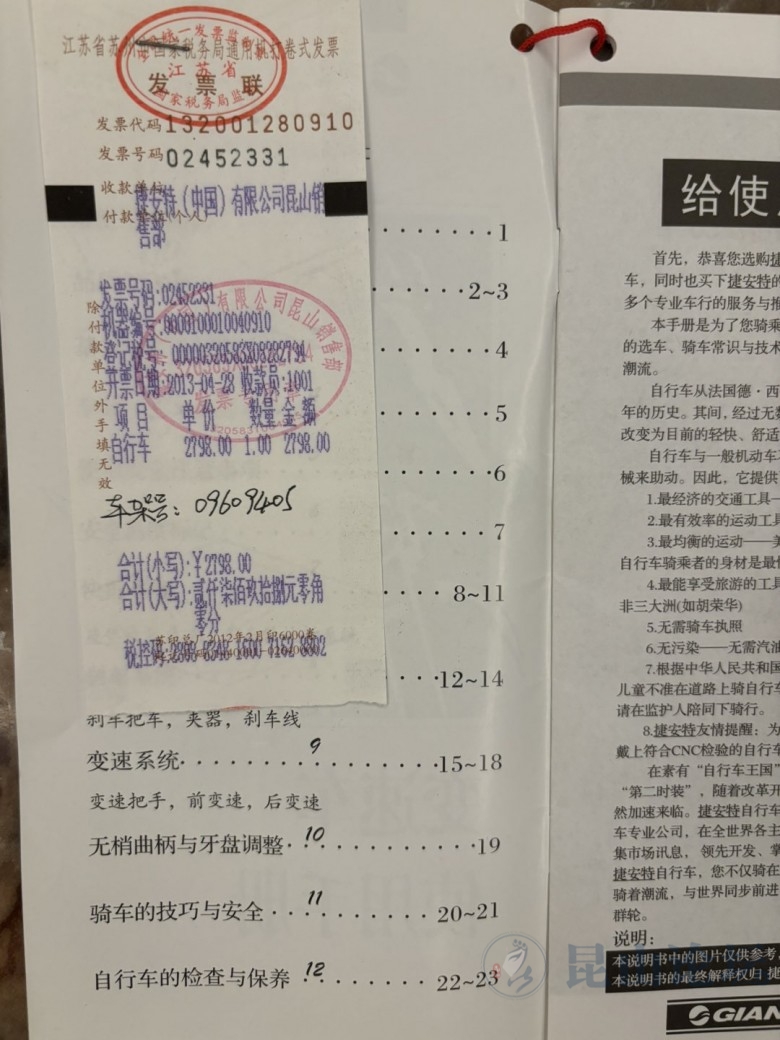 江苏省苏州市国家税务局通用机打卷式发票
江苏省
国家税务局监
发票联
发票代码 132001280910
发票号码 02452331
收款单位
捷安特（中国）有限公司昆山销
付款单位(个人)
售部
发票号码:02452331
机器编号:000010001004091​0
开票日期:2013-04-28 收款员:1001
项目 单价 数量 金额
自行车 2798.00 1.00 2798.00
除付款单位外手填无效
有限公司昆山销售部
车架号：09609405
合计(小写):￥2798.00
合计(大写):贰仟柒佰玖拾捌元零角
零分
税控码:
1
2~3
4
5
6
7
8~11
12~14
刹车把车，夹器，刹车线
变速系统 9 15~18
变速把手，前变速，后变速
无梢曲柄与牙盘调整 10 19
骑车的技巧与安全 11 20~21
自行车的检查与保养 12 22~23
给使
首先，恭喜您选购捷
车，同时也买下捷安特的
多个专业车行的服务与推
本手册是为了您骑乘
的选车、骑车常识与技术
潮流。
自行车从法国德·西
年的历史。其间，经过无数
改变为目前的轻快、舒适
自行车与一般机动车不
械来助动。因此，它提供
1.最经济的交通工具—
2.最有效率的运动工具
3.最均衡的运动——美
自行车骑乘者的身材是最
4.最能享受旅游的工具
非三大洲(如胡荣华)
5.无需骑车执照
6.无污染——无需汽油
7.根据中华人民共和国
儿童不准在道路上骑自行车
请在监护人陪同下骑行。
8.捷安特友情提醒：为
戴上符合CNC检验的自行车
在素有“自行车王国”
“第二时装”，随着改革开
然加速来临。捷安特自行车
车专业公司，在全世界各主
集市场讯息，领先开发、掌
捷安特自行车，您不仅骑在
骑着潮流，与世界同步前进
群轮。
说明：
本说明书中的图片仅供参考，
本说明书的最终解释权归 捷
GIAN
昆山